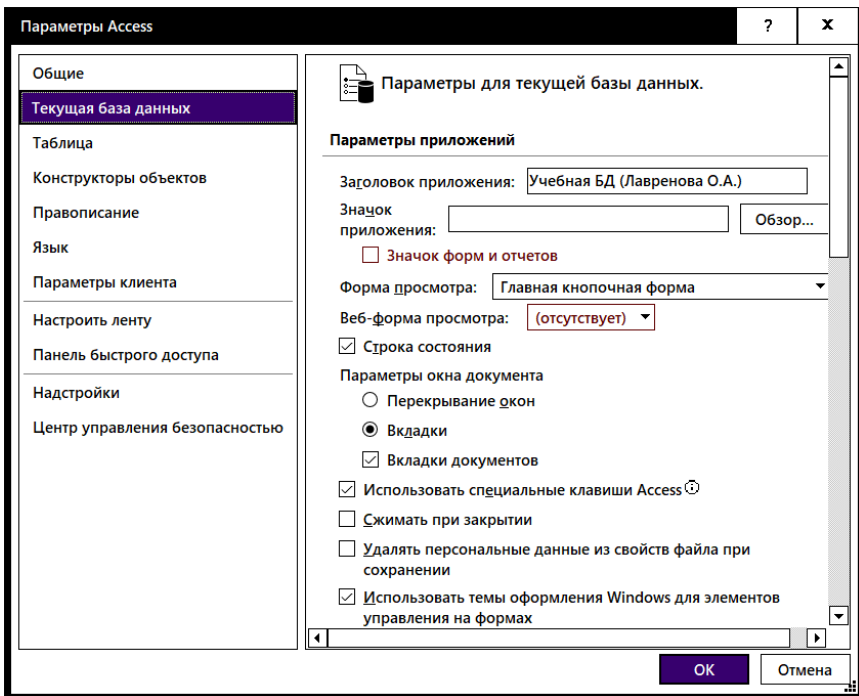 Параметры Access
?
x
Общие
Текущая база данных
Таблица
Конструкторы объектов
Правописание
Язык
Параметры клиента
Настроить ленту
Панель быстрого доступа
Надстройки
Центр управления безопасностью
Параметры для текущей базы данных.
Параметры приложений
Заголовок приложения: Учебная БД (Лавренова О.А.)
Значок
приложения:
Обзор...
Значок форм и отчетов
Форма просмотра: Главная кнопочная форма
Веб-форма просмотра: (отсутствует)
Строка состояния
Параметры окна документа
Перекрывание окон
Вкладки
Вкладки документов
Использовать специальные клавиши Access
Сжимать при закрытии
Удалять персональные данные из свойств файла при
сохранении
Использовать темы оформления Windows для элементов
управления на формах
ОК
Отмена